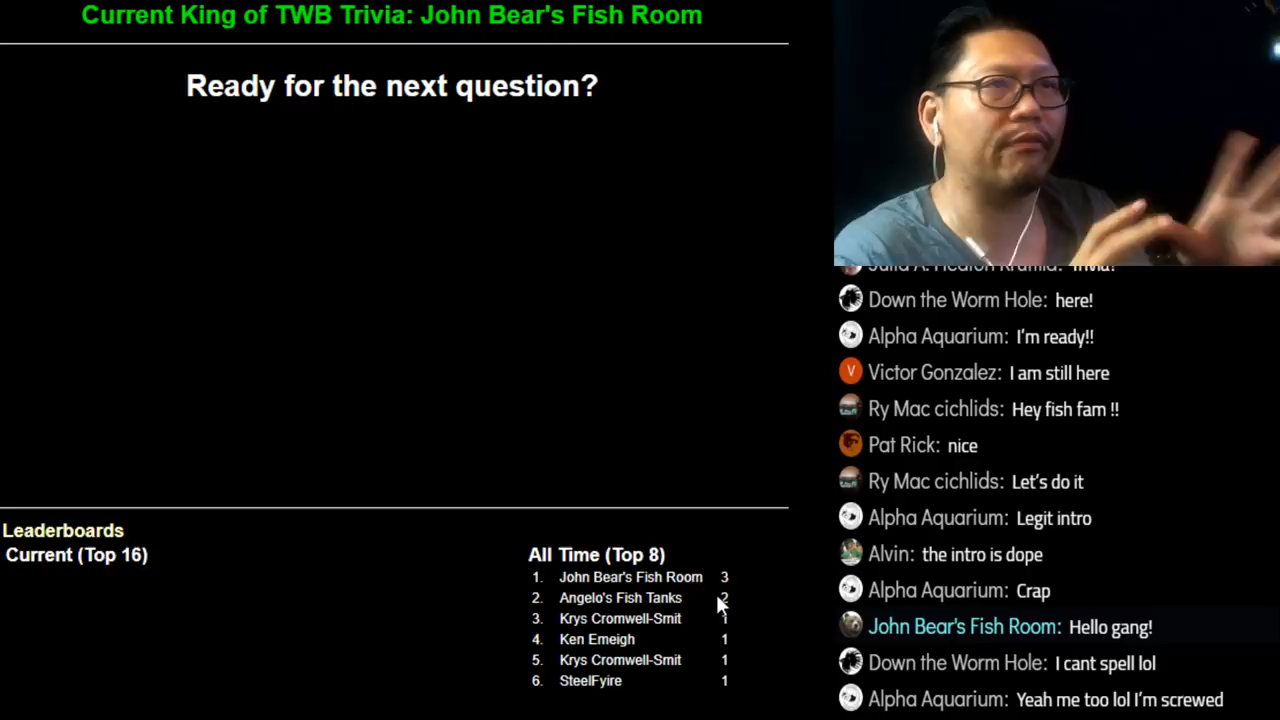 Current King of TWB Trivia: John Bear's Fish Room
Ready for the next question?
Leaderboards
Current (Top 16)
All Time (Top 8)
1. John Bear's Fish Room 3
2. Angelo's Fish Tanks 2
3. Krys Cromwell-Smit 1
4. Ken Emeigh 1
5. Krys Cromwell-Smit 1
6. SteelFyire 1
Down the Worm Hole: here!
Alpha Aquarium: I'm ready!!
V Victor Gonzalez: I am still here
Ry Mac cichlids: Hey fish fam !!
Pat Rick: nice
Ry Mac cichlids: Let's do it
Alpha Aquarium: Legit intro
Alvin: the intro is dope
Alpha Aquarium: Crap
John Bear's Fish Room: Hello gang!
Down the Worm Hole: I cant spell lol
Alpha Aquarium: Yeah me too lol I'm screwed